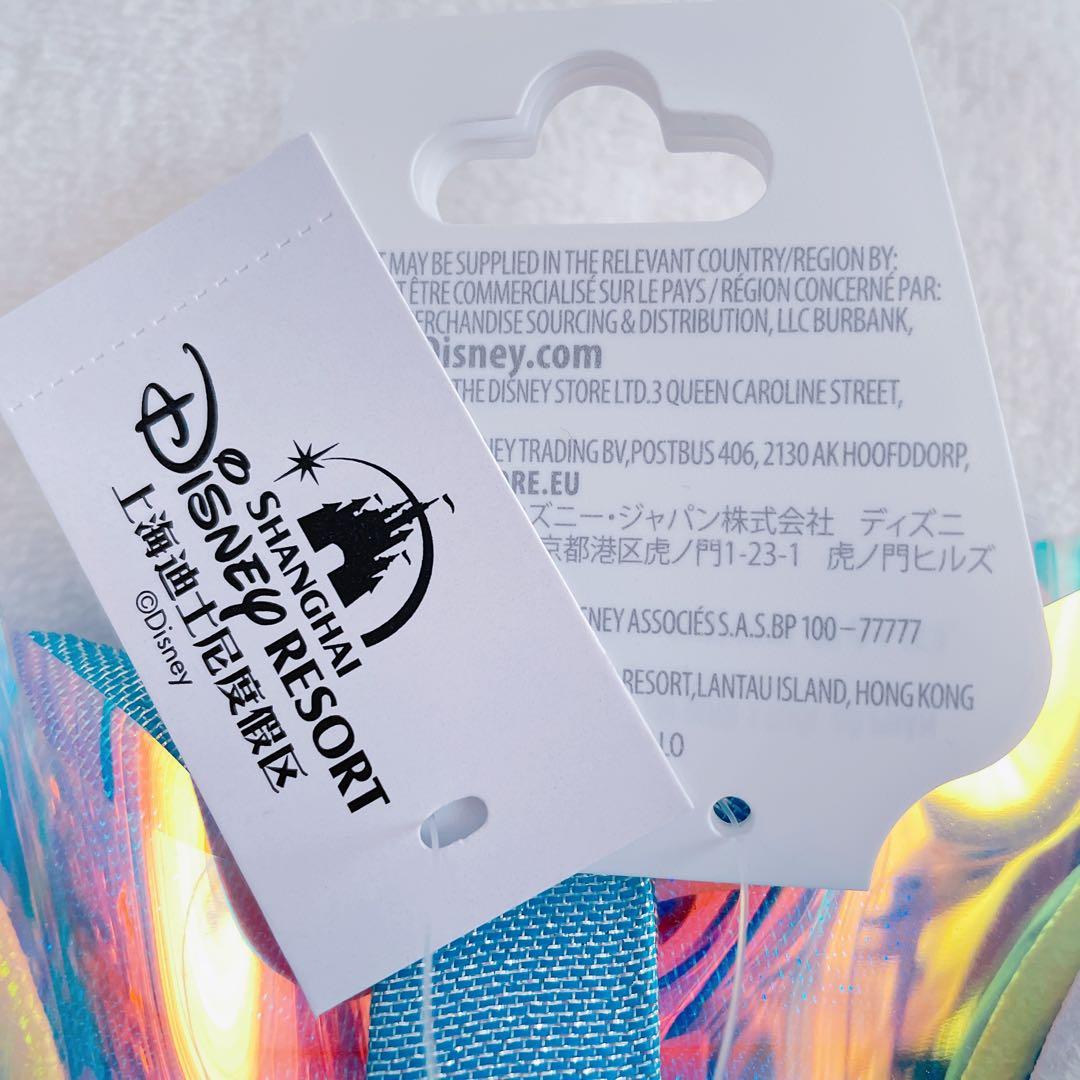 SHANGHAI
DISNEY RESORT
上海迪士尼度假区
©Disney
MAY BE SUPPLIED IN THE RELEVANT COUNTRY/REGION BY:
ÊTRE COMMERCIALISÉ SUR LE PAYS / RÉGION CONCERNÉ PAR:
SOURCING & DISTRIBUTION, LLC BURBANK,
Disney.com
THE DISNEY STORE LTD.3 QUEEN CAROLINE STREET,
TRADING BV,POSTBUS 406, 2130 AK HOOFDDORP,
RE.EU
ズニー・ジャパン株式会社 ディズニ
京都港区虎ノ門1-23-1 虎ノ門ヒルズ
ASSOCIÉS S.A.S.BP 100 – 77777
RESORT,LANTAU ISLAND, HONG KONG
LO